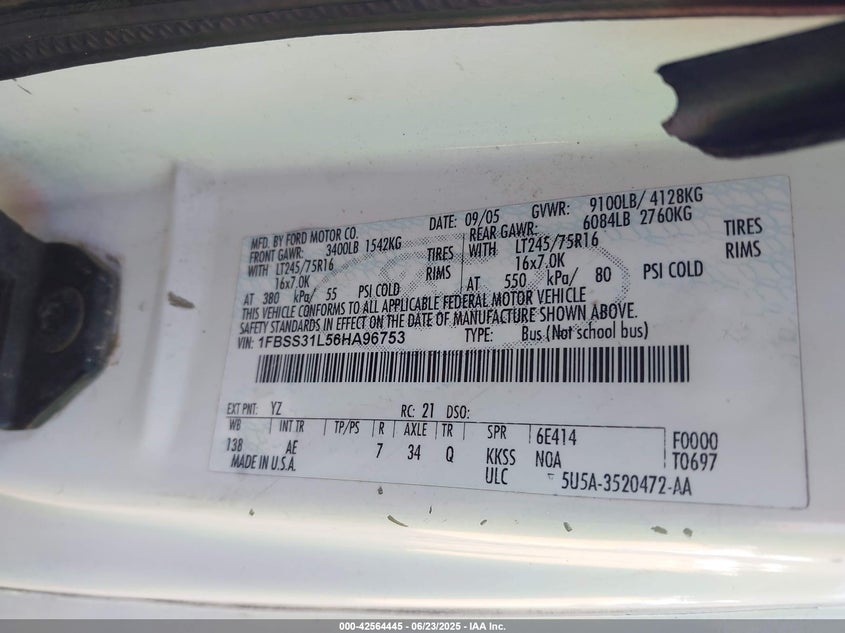 MFD. BY FORD MOTOR CO. DATE: 09/05 GVWR: 9100LB/ 4128KG
FRONT GAWR: 3400LB 1542KG REAR GAWR: 6084LB 2760KG
WITH LT245/75R16 TIRES WITH LT245/75R16 TIRES
16x7.0K RIMS 16x7.0K RIMS
AT 380 kPa/ 55 PSI COLD AT 550 kPa/ 80 PSI COLD
THIS VEHICLE CONFORMS TO ALL APPLICABLE FEDERAL MOTOR VEHICLE
SAFETY STANDARDS IN EFFECT ON THE DATE OF MANUFACTURE SHOWN ABOVE.
VIN: 1FBSS31L56HA96753 TYPE: Bus (Not school bus)
EXT PNT: YZ RC: 21 DSO:
WB INT TR TP/PS R AXLE TR SPR 6E414 F0000
138 AE 7 34 Q KKSS NOA T0697
MADE IN U.S.A. ULC 5U5A-3520472-AA
000-42564445 - 06/23/2025 - IAA Inc.